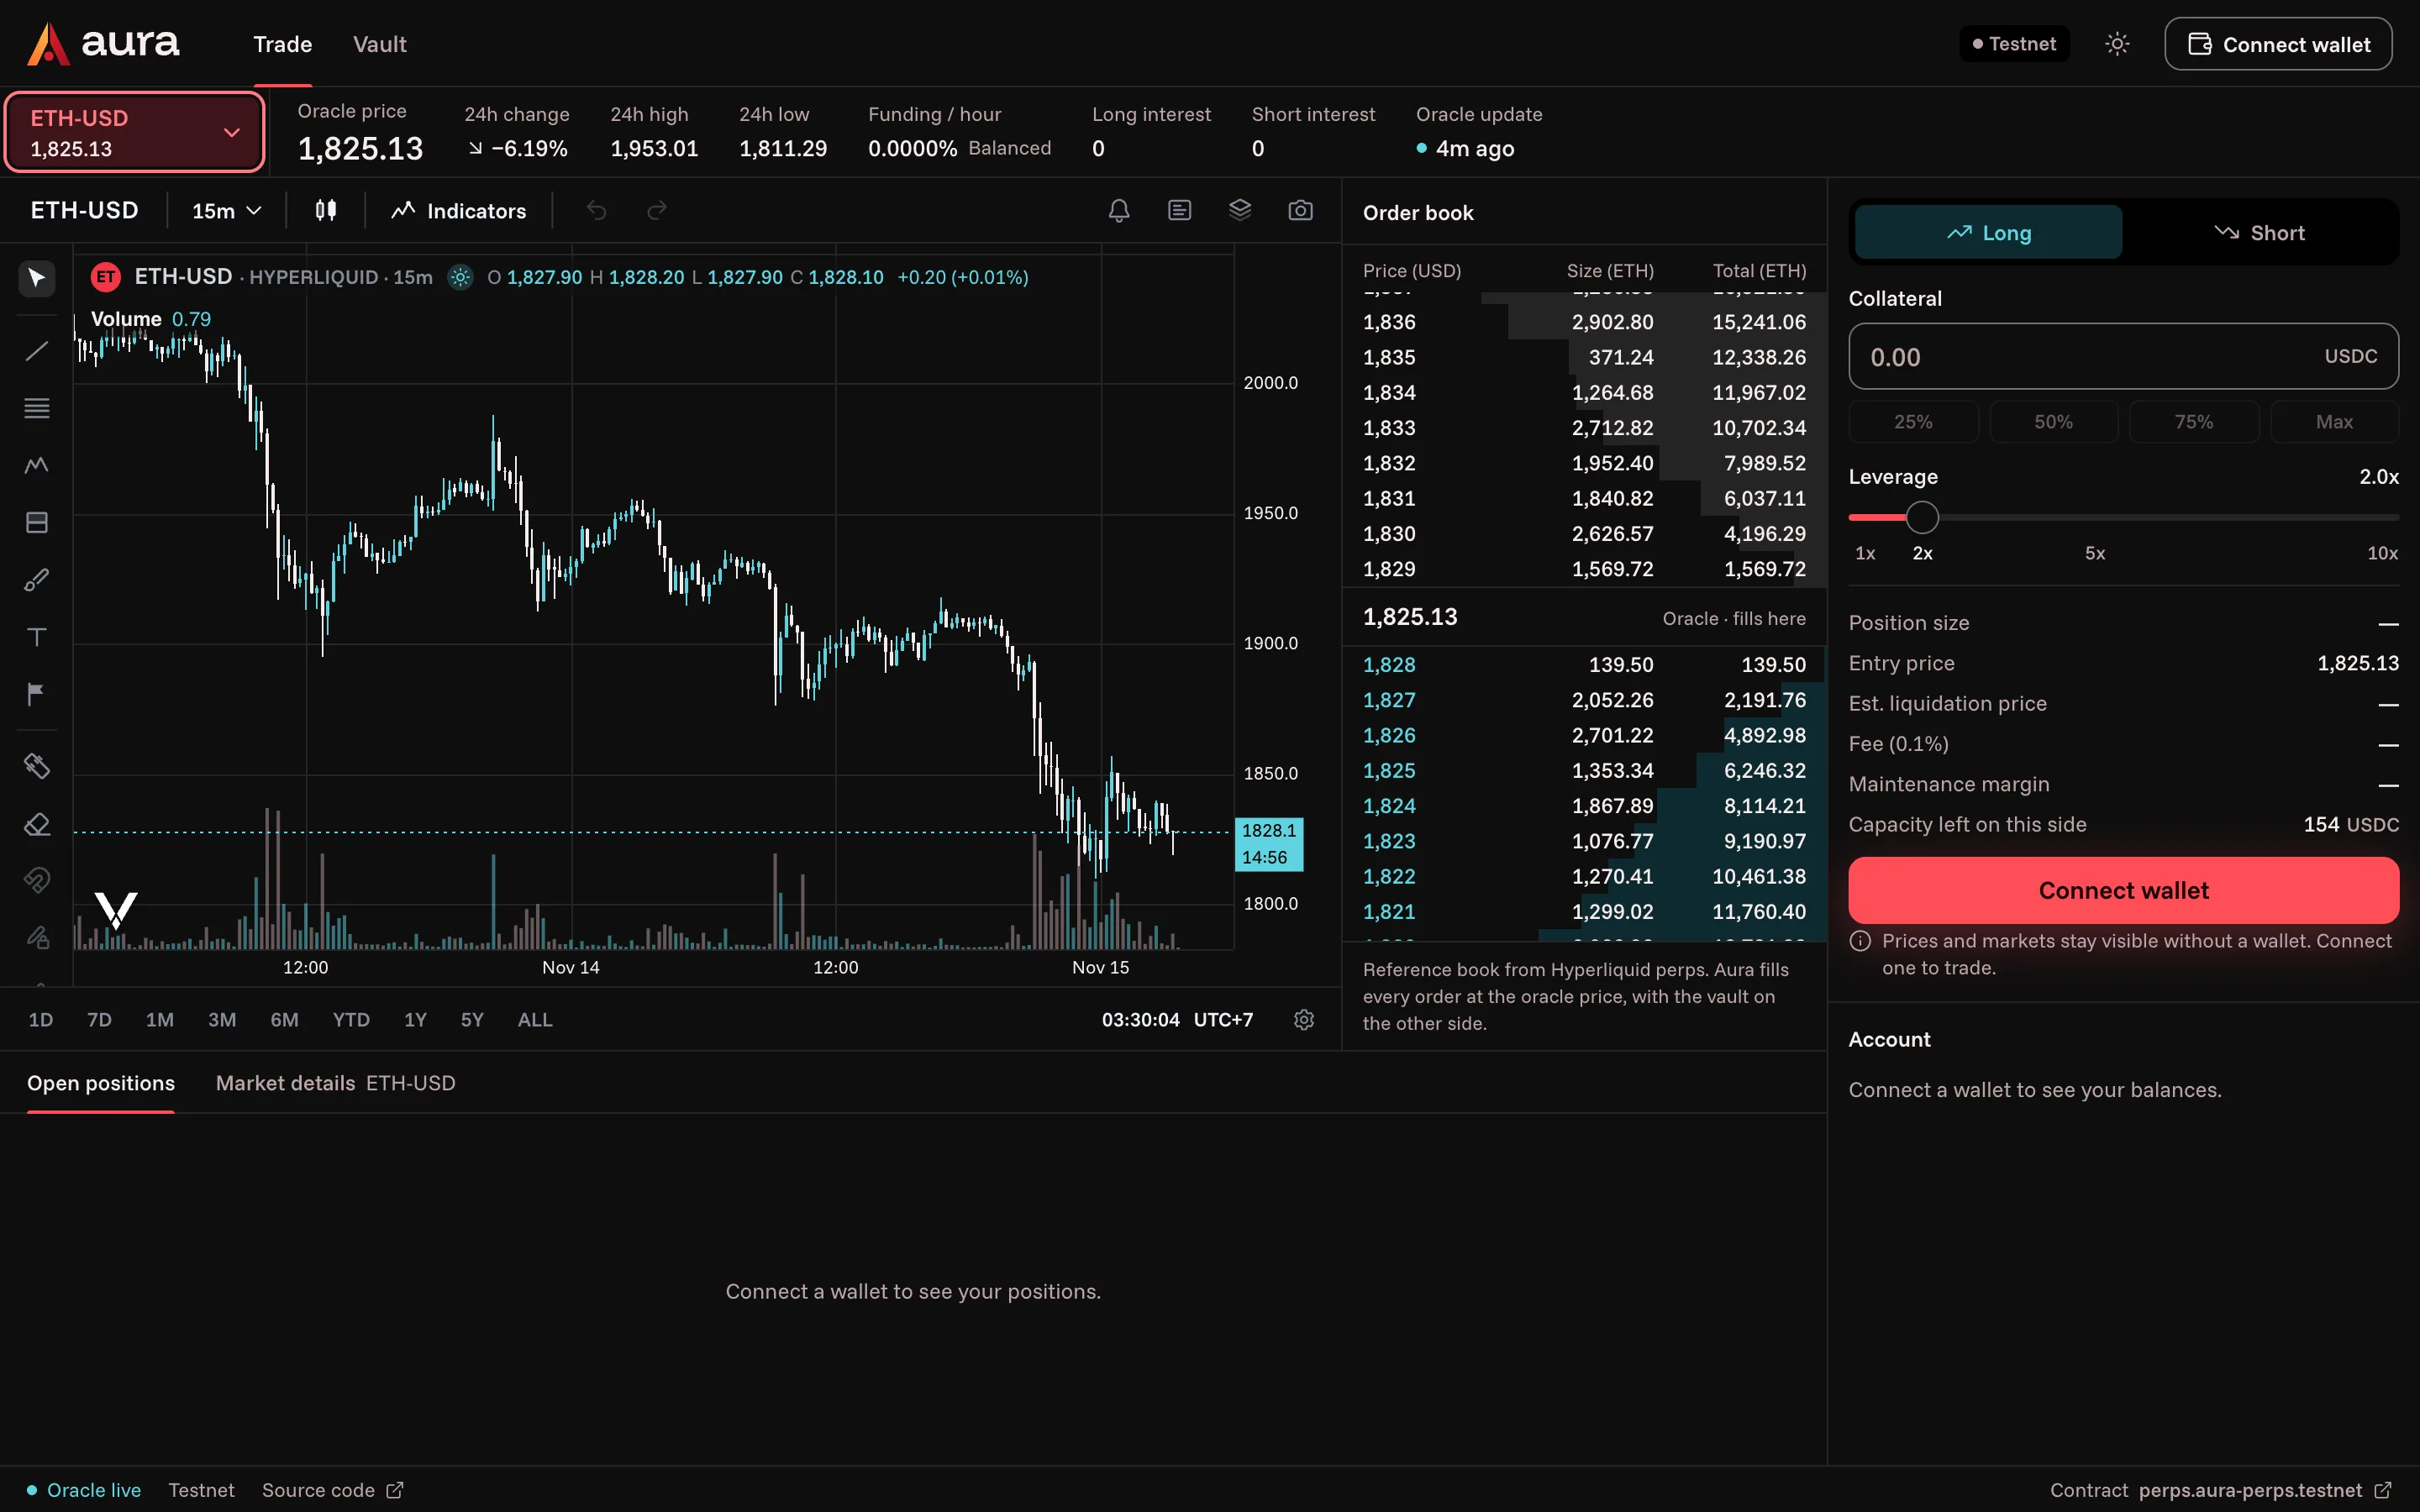 aura
Trade
Vault
Testnet
Connect wallet
ETH-USD
1,825.13
Oracle price
1,825.13
24h change
−6.19%
24h high
1,953.01
24h low
1,811.29
Funding / hour
0.0000% Balanced
Long interest
0
Short interest
0
Oracle update
4m ago
ETH-USD
15m
Indicators
ET ETH-USD · HYPERLIQUID · 15m O 1,827.90 H 1,828.20 L 1,827.90 C 1,828.10 +0.20 (+0.01%)
Volume 0.79
2000.0
1950.0
1900.0
1850.0
1828.1
14:56
1800.0
12:00
Nov 14
12:00
Nov 15
1D 7D 1M 3M 6M YTD 1Y 5Y ALL
03:30:04 UTC+7
Order book
Price (USD) Size (ETH) Total (ETH)
1,836 2,902.80 15,241.06
1,835 371.24 12,338.26
1,834 1,264.68 11,967.02
1,833 2,712.82 10,702.34
1,832 1,952.40 7,989.52
1,831 1,840.82 6,037.11
1,830 2,626.57 4,196.29
1,829 1,569.72 1,569.72
1,825.13 Oracle · fills here
1,828 139.50 139.50
1,827 2,052.26 2,191.76
1,826 2,701.22 4,892.98
1,825 1,353.34 6,246.32
1,824 1,867.89 8,114.21
1,823 1,076.77 9,190.97
1,822 1,270.41 10,461.38
1,821 1,299.02 11,760.40
Reference book from Hyperliquid perps. Aura fills
every order at the oracle price, with the vault on
the other side.
Long
Short
Collateral
0.00 USDC
25% 50% 75% Max
Leverage 2.0x
1x 2x 5x 10x
Position size —
Entry price 1,825.13
Est. liquidation price —
Fee (0.1%) —
Maintenance margin —
Capacity left on this side 154 USDC
Connect wallet
Prices and markets stay visible without a wallet. Connect
one to trade.
Account
Connect a wallet to see your balances.
Open positions
Market details ETH-USD
Connect a wallet to see your positions.
Oracle live
Testnet
Source code
Contract perps.aura-perps.testnet